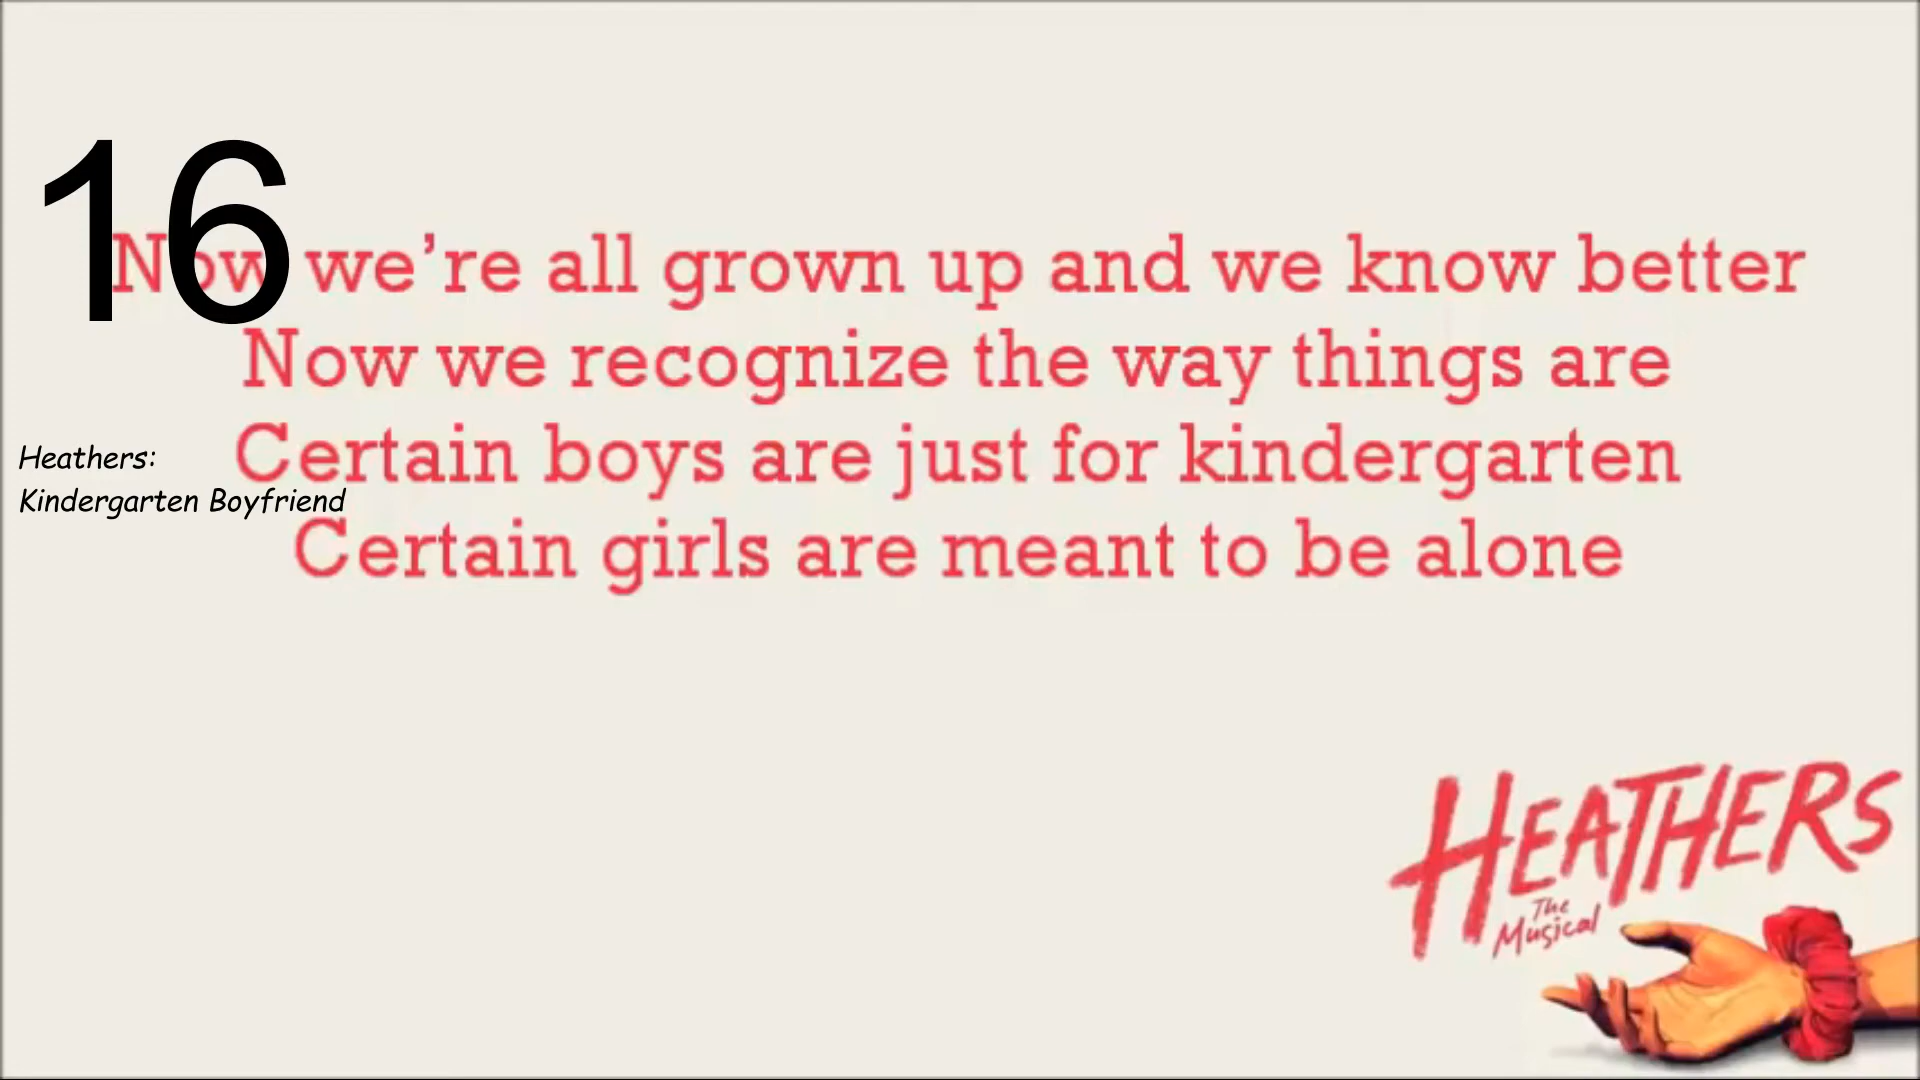 16
Now we’re all grown up and we know better
Now we recognize the way things are
Certain boys are just for kindergarten
Certain girls are meant to be alone
Heathers:
Kindergarten Boyfriend
HEATHERS
The
Musical